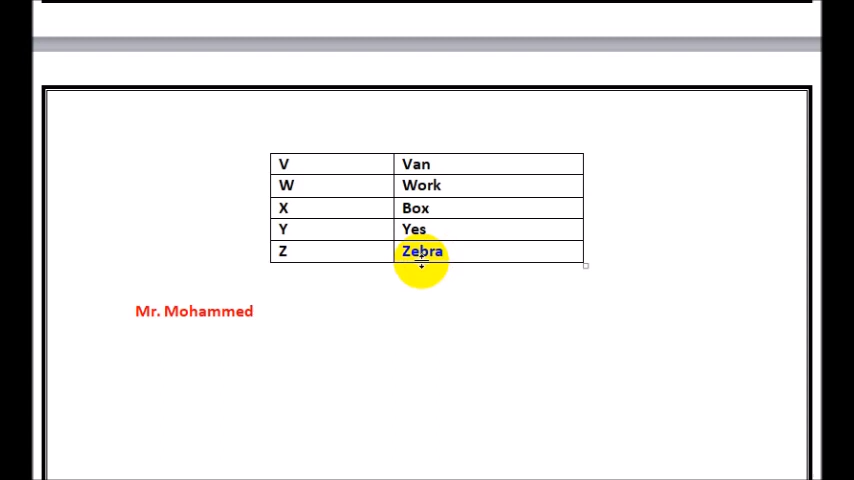 V Van
W Work
X Box
Y Yes
Z Zebra
Mr. Mohammed